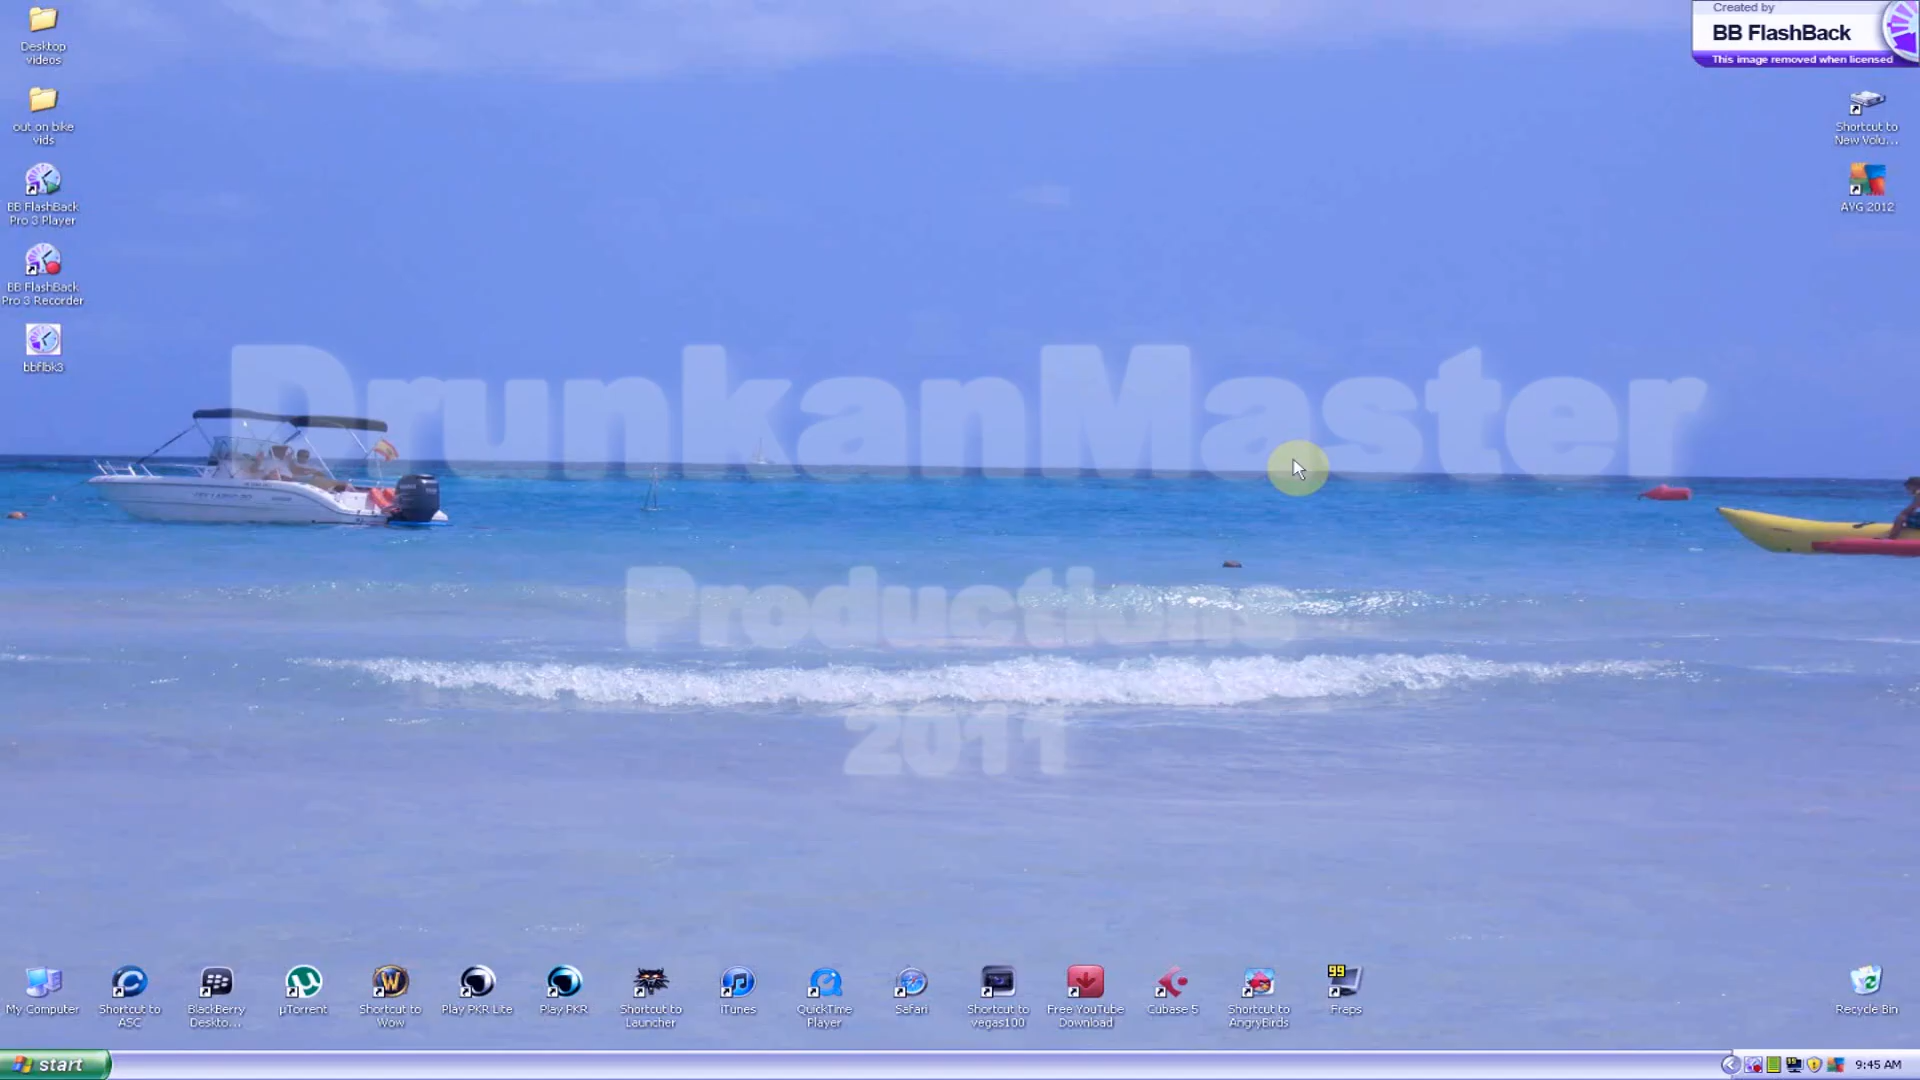 Desktop
videos
out on bike
vids
BB FlashBack
Pro 3 Player
BB FlashBack
Pro 3 Recorder
bbflbk3
Created by
BB FlashBack
This image removed when licensed
Shortcut to
New Volu...
AVG 2012
DrunkanMaster
Productions
2011
My Computer
Shortcut to
ASC
BlackBerry
Deskto...
µTorrent
Shortcut to
Wow
Play PKR Lite
Play PKR
Shortcut to
Launcher
iTunes
QuickTime
Player
Safari
Shortcut to
vegas100
Free YouTube
Download
Cubase 5
Shortcut to
AngryBirds
99
Fraps
Recycle Bin
start
9:45 AM